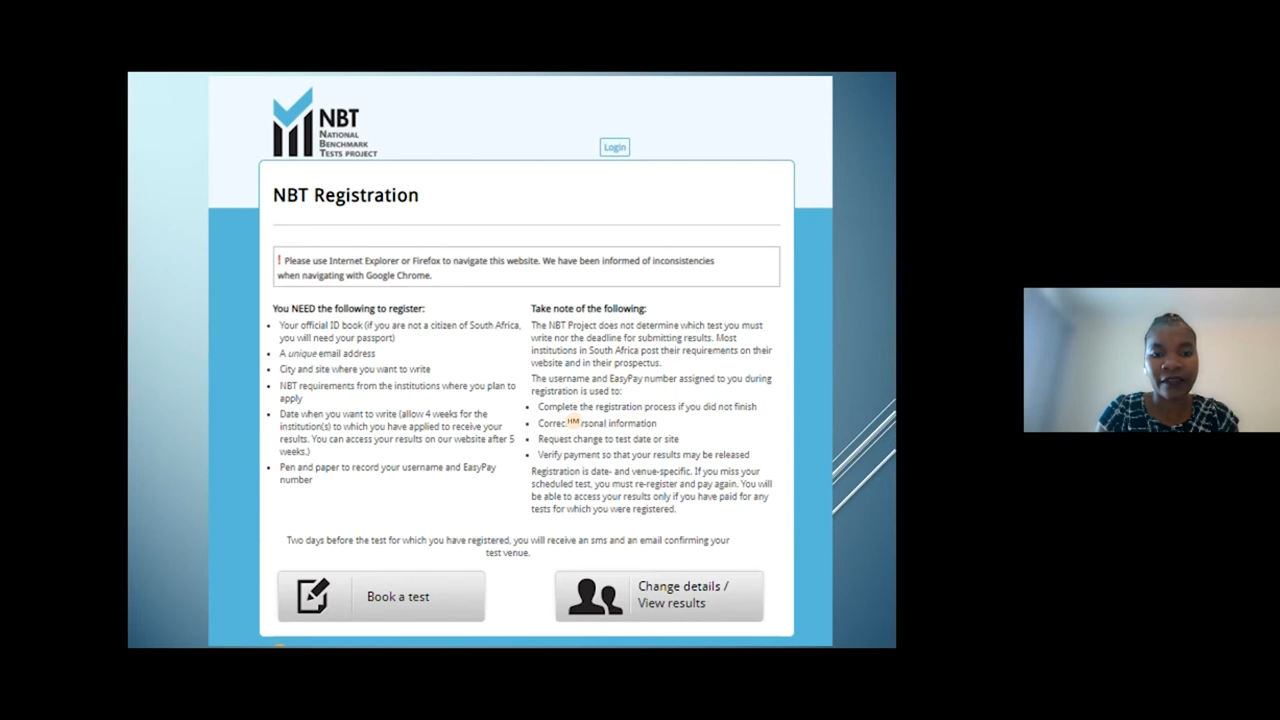 NBT
NATIONAL
BENCHMARK
TESTS PROJECT
Login
NBT Registration
! Please use Internet Explorer or Firefox to navigate this website. We have been informed of inconsistencies
when navigating with Google Chrome.
You NEED the following to register:
Your official ID book (if you are not a citizen of South Africa,
you will need your passport)
A unique email address
City and site where you want to write
NBT requirements from the institutions where you plan to
apply
Date when you want to write (allow 4 weeks for the
institution(s) to which you have applied to receive your
results. You can access your results on our website after 5
weeks.)
Pen and paper to record your username and EasyPay
number
Take note of the following:
The NBT Project does not determine which test you must
write nor the deadline for submitting results. Most
institutions in South Africa post their requirements on their
website and in their prospectus.
The username and EasyPay number assigned to you during
registration is used to:
Complete the registration process if you did not finish
Correc HM rsonal information
Request change to test date or site
Verify payment so that your results may be released
Registration is date- and venue-specific. If you miss your
scheduled test, you must re-register and pay again. You will
be able to access your results only if you have paid for any
tests for which you were registered.
Two days before the test for which you have registered, you will receive an sms and an email confirming your
test venue.
Book a test
Change details /
View results